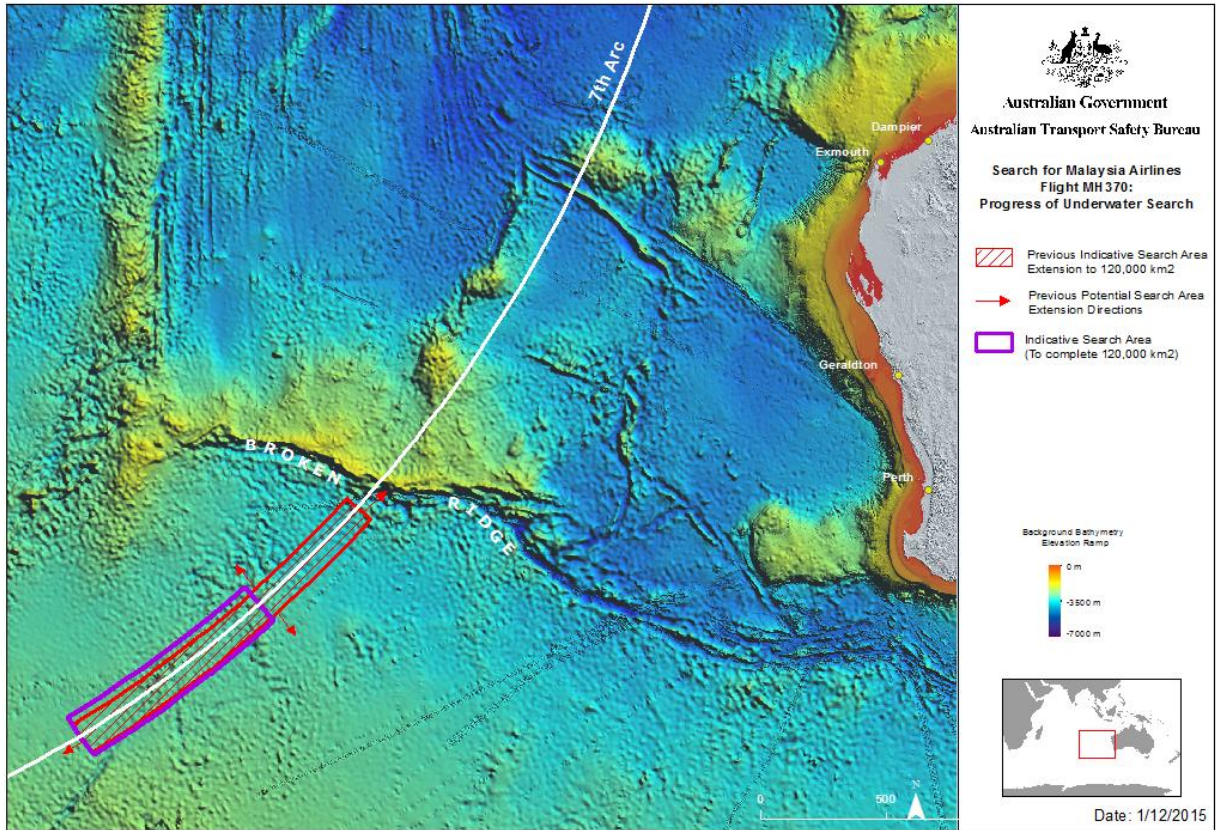 7th Arc
Dampier
Exmouth
Geraldton
Perth
BROKEN
RIDGE
N
0 500
Australian Government
Australian Transport Safety Bureau
Search for Malaysia Airlines
Flight MH370:
Progress of Underwater Search
Previous Indicative Search Area
Extension to 120,000 km2
Previous Potential Search Area
Extension Directions
Indicative Search Area
(To complete 120,000 km2)
Background Bathymetry
Elevation Ramp
0 m
-3500 m
-7000 m
Date: 1/12/2015